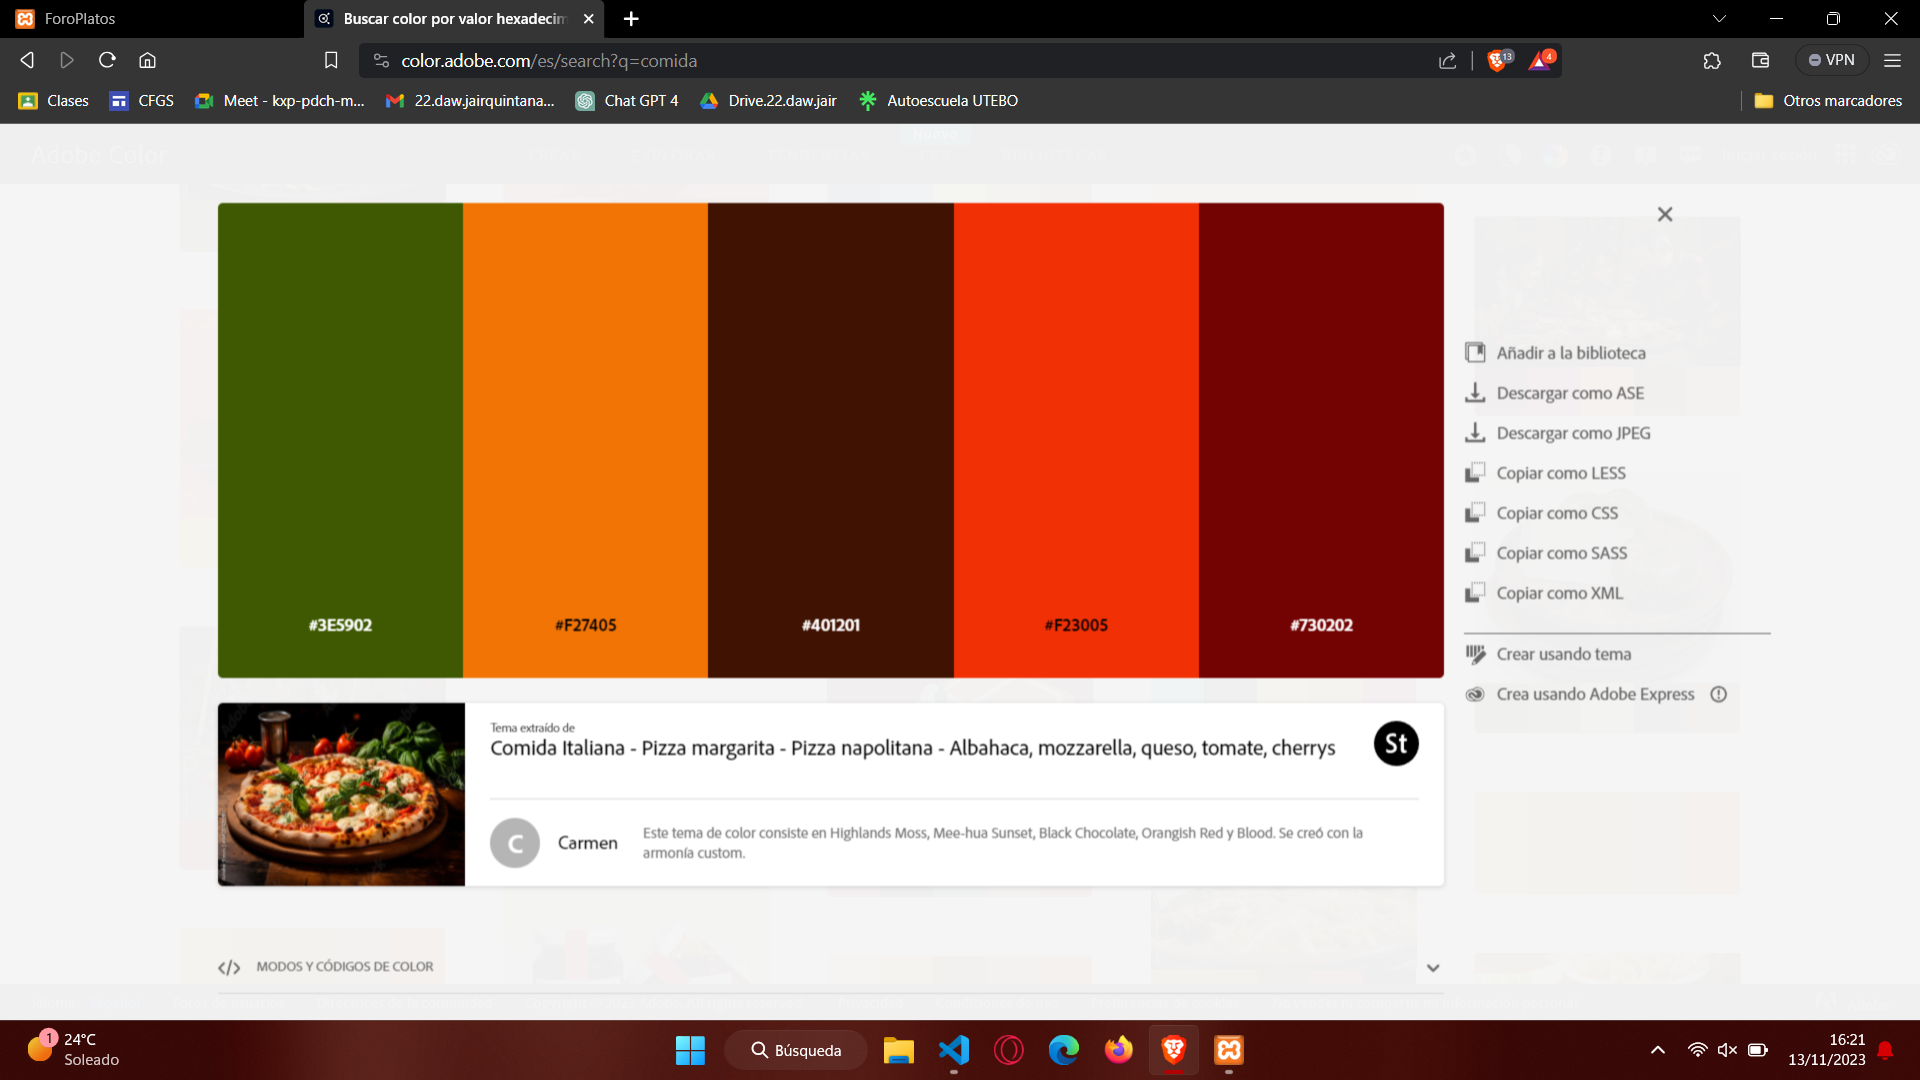 ForoPlatos
Buscar color por valor hexadecim
color.adobe.com/es/search?q=comida
13
4
VPN
Clases
CFGS
Meet - kxp-pdch-m...
22.daw.jairquintana...
Chat GPT 4
Drive.22.daw.jair
Autoescuela UTEBO
Otros marcadores
Nuevo
Adobe Color
#3E5902
#F27405
#401201
#F23005
#730202
Añadir a la biblioteca
Descargar como ASE
Descargar como JPEG
Copiar como LESS
Copiar como CSS
Copiar como SASS
Copiar como XML
Crear usando tema
Crea usando Adobe Express
Tema extraído de
Comida Italiana - Pizza margarita - Pizza napolitana - Albahaca, mozzarella, queso, tomate, cherrys
St
C
Carmen
Este tema de color consiste en Highlands Moss, Mee-hua Sunset, Black Chocolate, Orangish Red y Blood. Se creó con la
armonía custom.
</> MODOS Y CÓDIGOS DE COLOR
1
24°C
Soleado
Búsqueda
16:21
13/11/2023